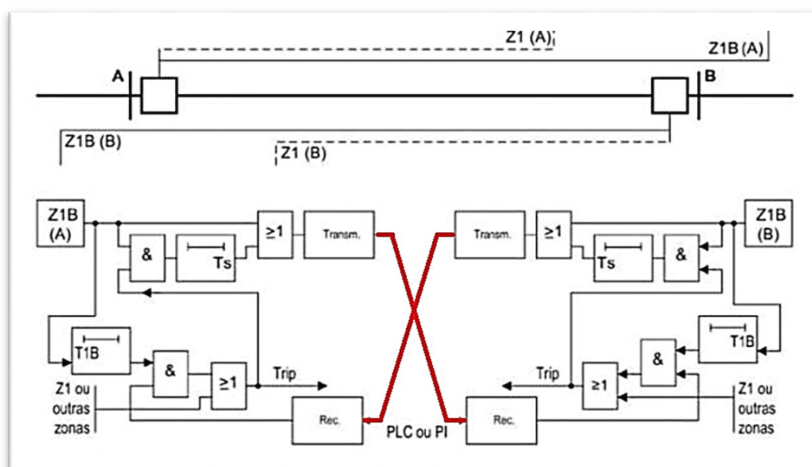 Z1 (A)
Z1B (A)
A
B
Z1B (B)
Z1 (B)
Z1B
(A)
&
Ts
≥1
Transm.
Transm.
≥1
Ts
&
Z1B
(B)
T1B
&
≥1
Trip
Trip
≥1
&
T1B
Z1 ou
outras
zonas
Rec.
PLC ou PI
Rec.
Z1 ou
outras
zonas